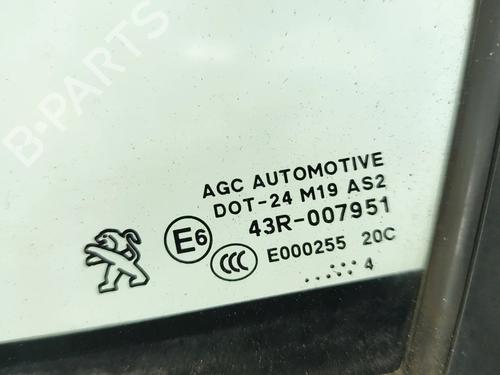 B-PARTS
AGC AUTOMOTIVE
DOT-24 M19 AS2
43R-007951
E6
CCC
E000255 20C
4